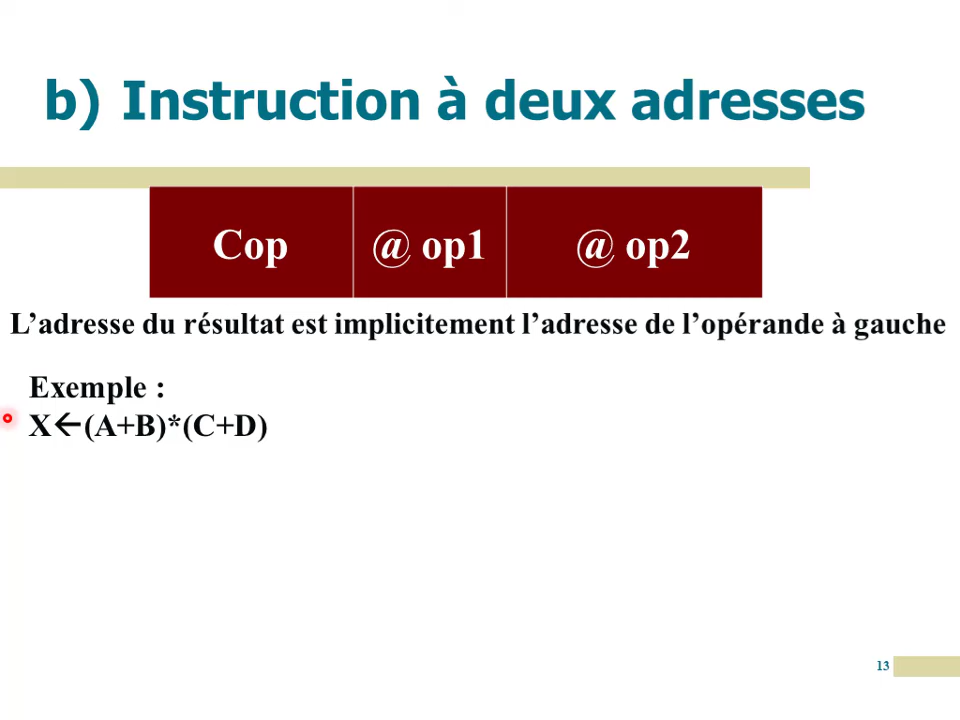 b) Instruction à deux adresses
Cop @ op1 @ op2
L’adresse du résultat est implicitement l’adresse de l’opérande à gauche
Exemple :
X←(A+B)*(C+D)
13